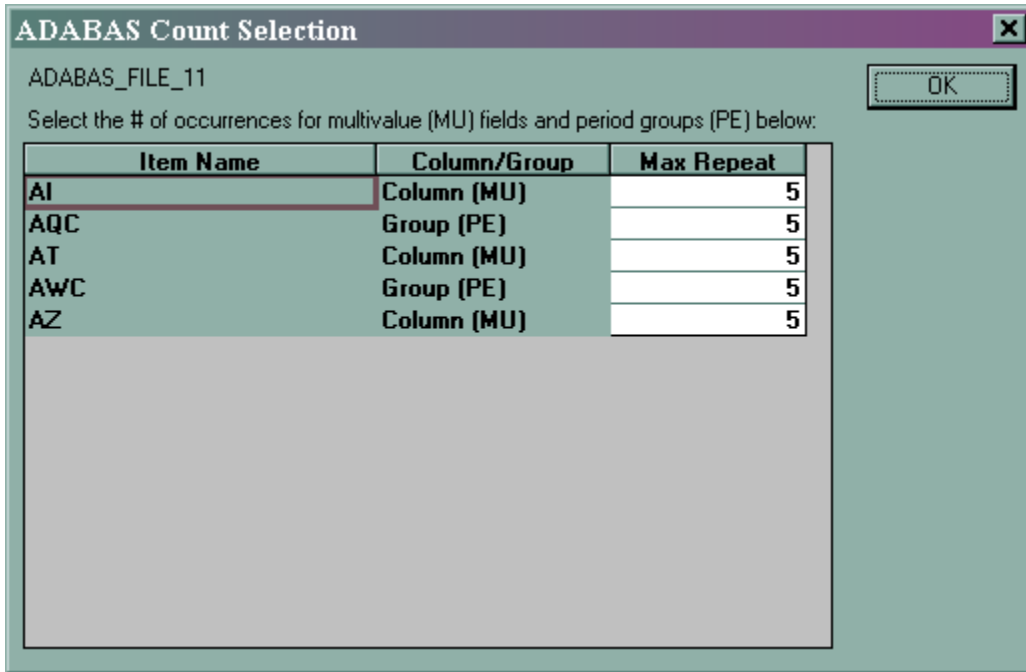 ADABAS Count Selection
ADABAS_FILE_11
OK
Select the # of occurrences for multivalue (MU) fields and period groups (PE) below:
Item Name Column/Group Max Repeat
AI Column (MU) 5
AQC Group (PE) 5
AT Column (MU) 5
AWC Group (PE) 5
AZ Column (MU) 5